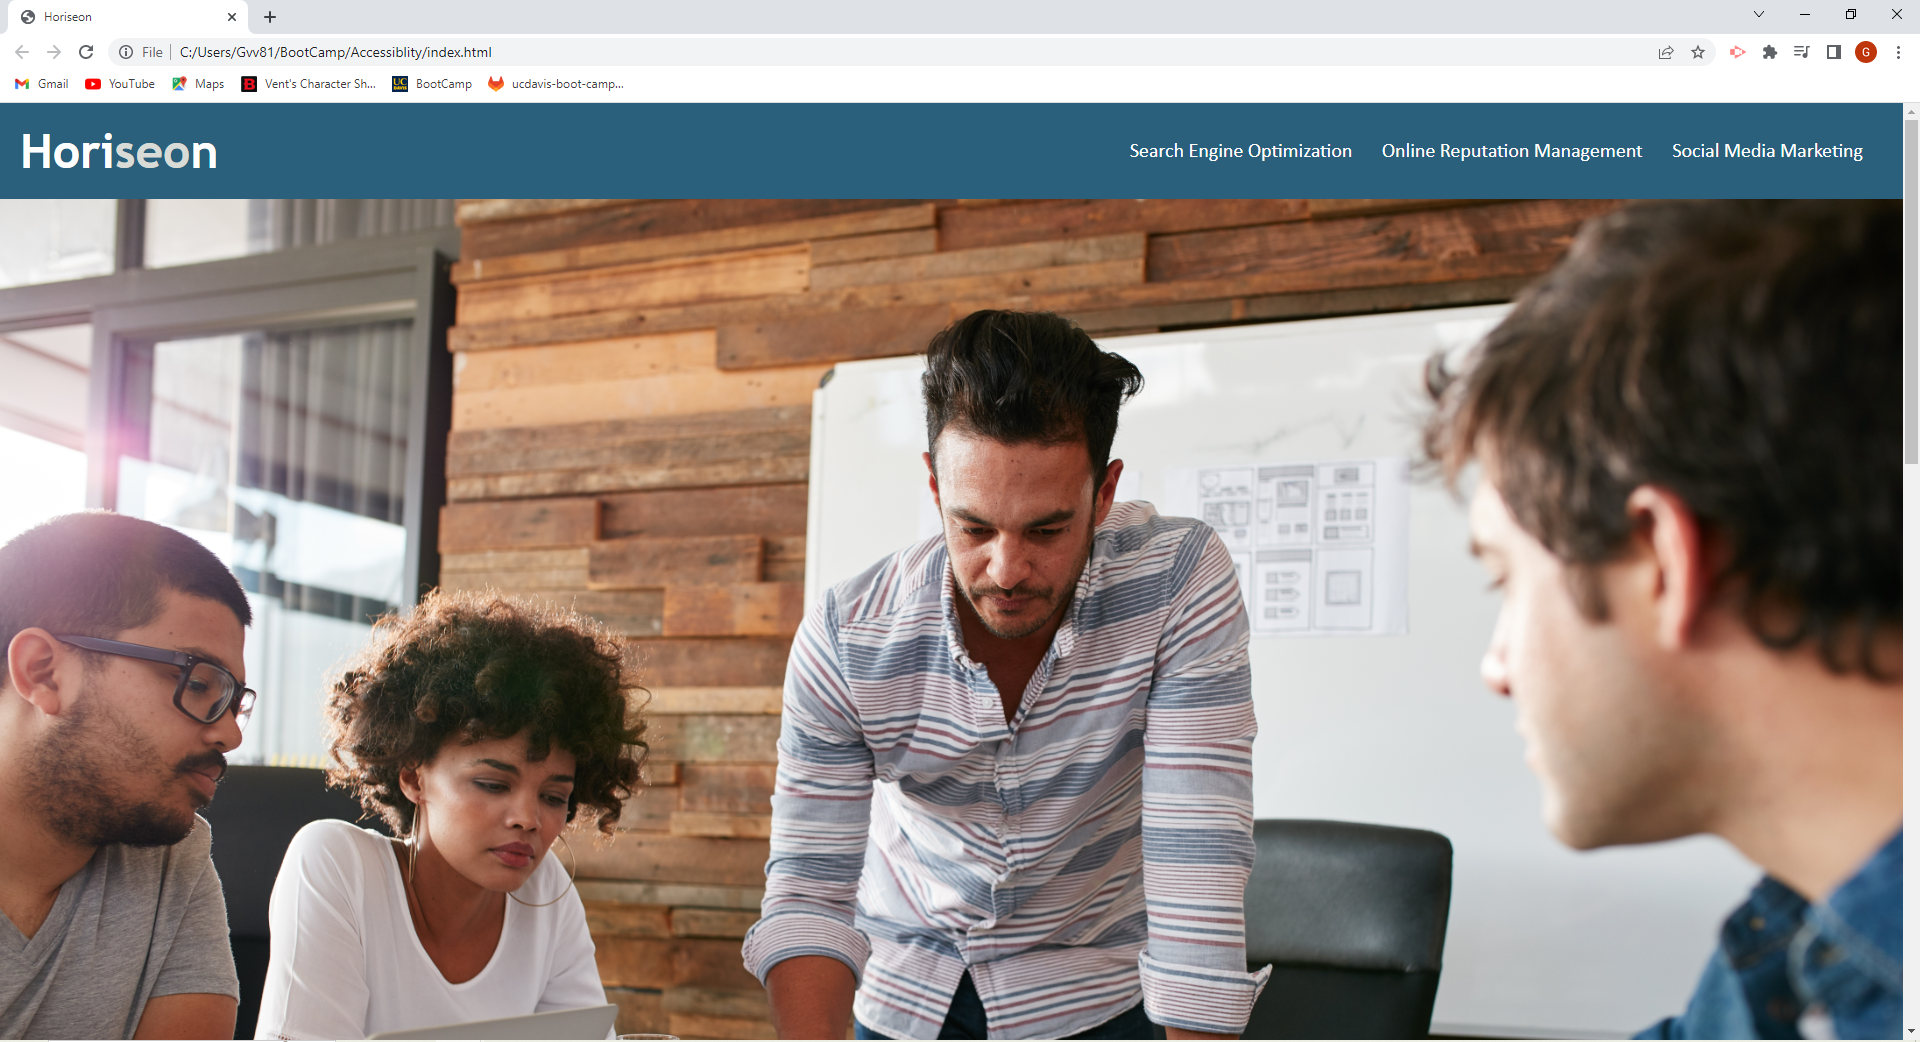 Horiseon
File C:/Users/Gvv81/BootCamp/Accessiblity/index.html
G
Gmail YouTube Maps Vent's Character Sh... BootCamp ucdavis-boot-camp...
Horiseon Search Engine Optimization Online Reputation Management Social Media Marketing